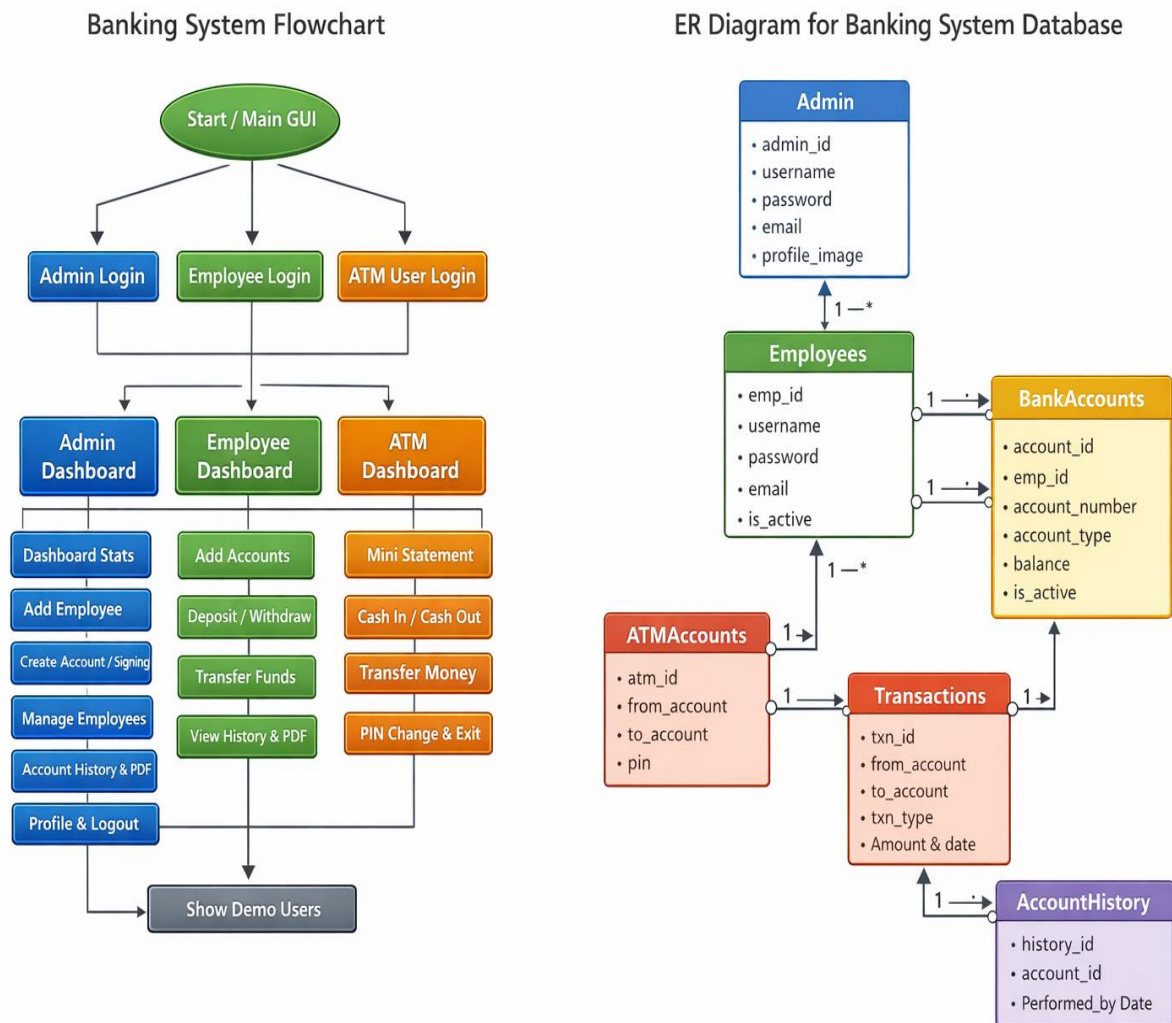 Banking System Flowchart
Start / Main GUI
Admin Login
Employee Login
ATM User Login
Admin
Dashboard
Employee
Dashboard
ATM
Dashboard
Dashboard Stats
Add Employee
Create Account / Signing
Manage Employees
Account History & PDF
Profile & Logout
Add Accounts
Deposit / Withdraw
Transfer Funds
View History & PDF
Mini Statement
Cash In / Cash Out
Transfer Money
PIN Change & Exit
Show Demo Users
ER Diagram for Banking System Database
Admin
• admin_id
• username
• password
• email
• profile_image
1 —*
Employees
• emp_id
• username
• password
• email
• is_active
1
1
BankAccounts
• account_id
• emp_id
• account_number
• account_type
• balance
• is_active
1 —*
ATMAccounts
• atm_id
• from_account
• to_account
• pin
1
1
Transactions
• txn_id
• from_account
• to_account
• txn_type
• Amount & date
1
1
AccountHistory
• history_id
• account_id
• Performed_by Date